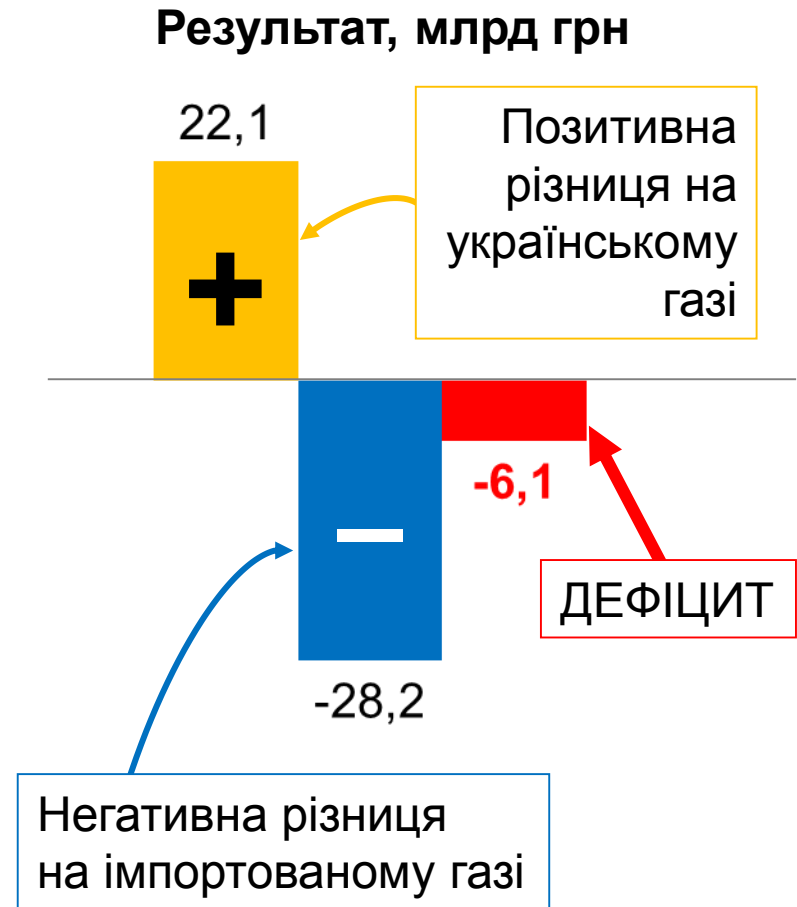 Результат, млрд грн
22,1
Позитивна
різниця на
українському
газі
+
–
-6,1
ДЕФІЦИТ
-28,2
Негативна різниця
на імпортованому газі